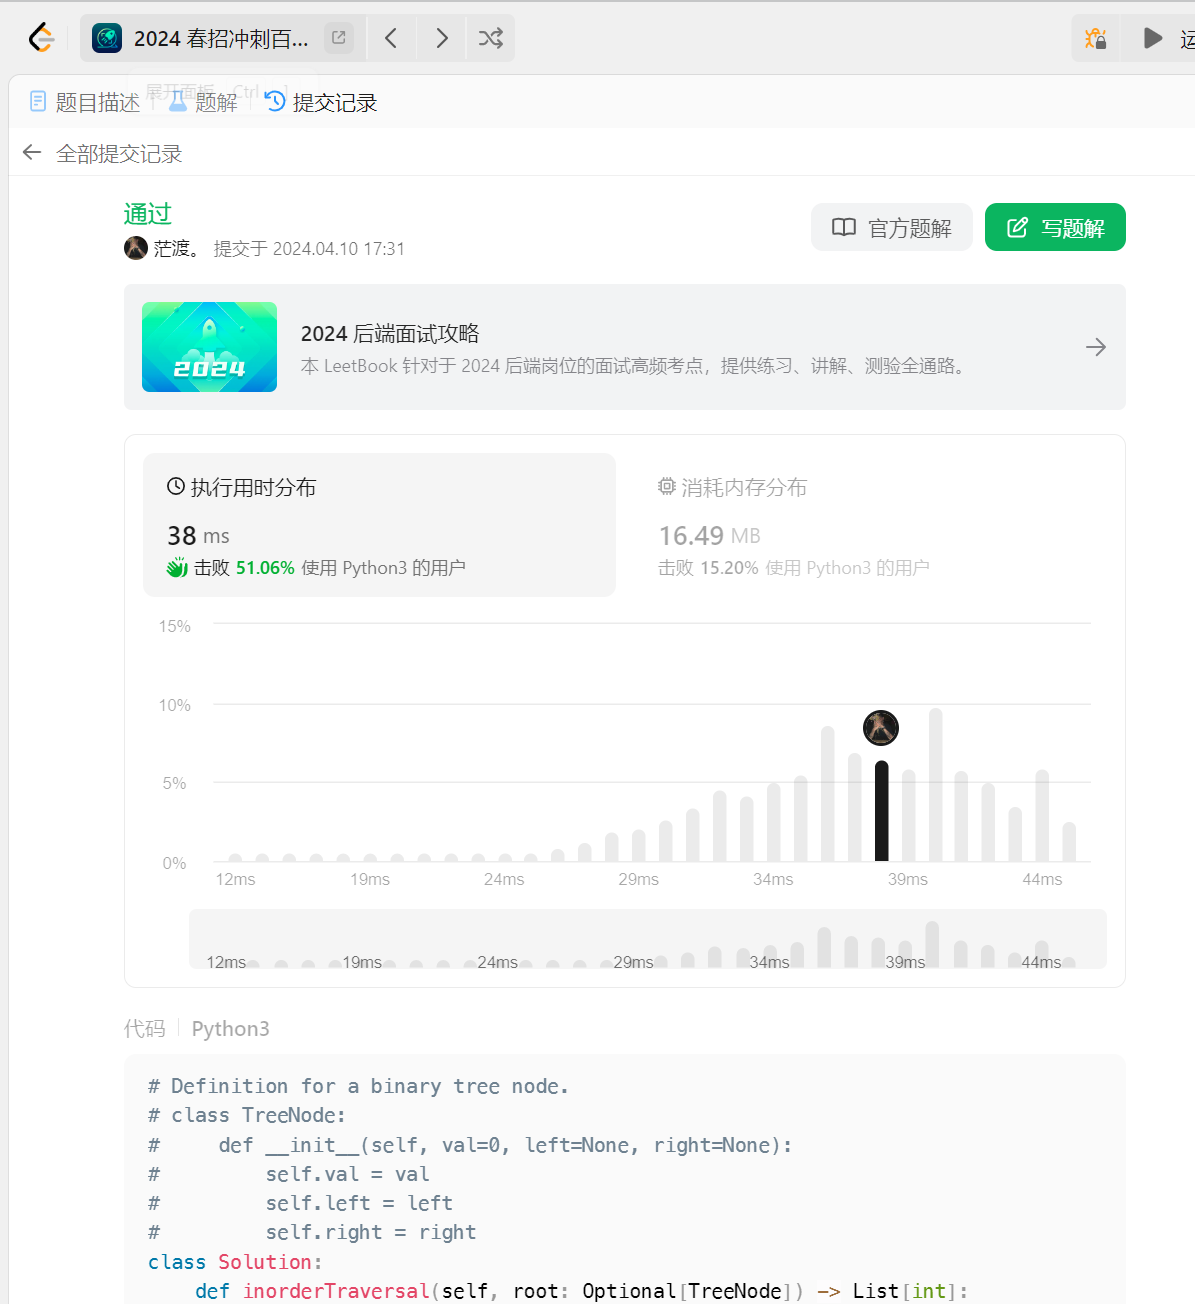 2024 春招冲刺百...
运
展开面板 Ctrl ]
题目描述
题解
提交记录
全部提交记录
通过
茫渡。 提交于 2024.04.10 17:31
官方题解
写题解
2024
2024 后端面试攻略
本 LeetBook 针对于 2024 后端岗位的面试高频考点，提供练习、讲解、测验全通路。
执行用时分布
38 ms
击败 51.06% 使用 Python3 的用户
消耗内存分布
16.49 MB
击败 15.20% 使用 Python3 的用户
15%
10%
5%
0%
12ms 19ms 24ms 29ms 34ms 39ms 44ms
12ms 19ms 24ms 29ms 34ms 39ms 44ms
代码 Python3
# Definition for a binary tree node.
# class TreeNode:
#     def __init__(self, val=0, left=None, right=None):
#         self.val = val
#         self.left = left
#         self.right = right
class Solution:
    def inorderTraversal(self, root: Optional[TreeNode]) -> List[int]: